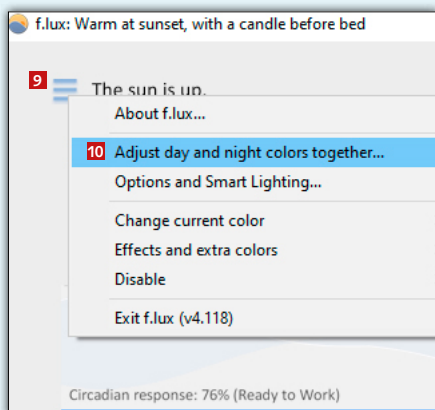 f.lux: Warm at sunset, with a candle before bed
9 The sun is up.
About f.lux...
10 Adjust day and night colors together...
Options and Smart Lighting...
Change current color
Effects and extra colors
Disable
Exit f.lux (v4.118)
Circadian response: 76% (Ready to Work)